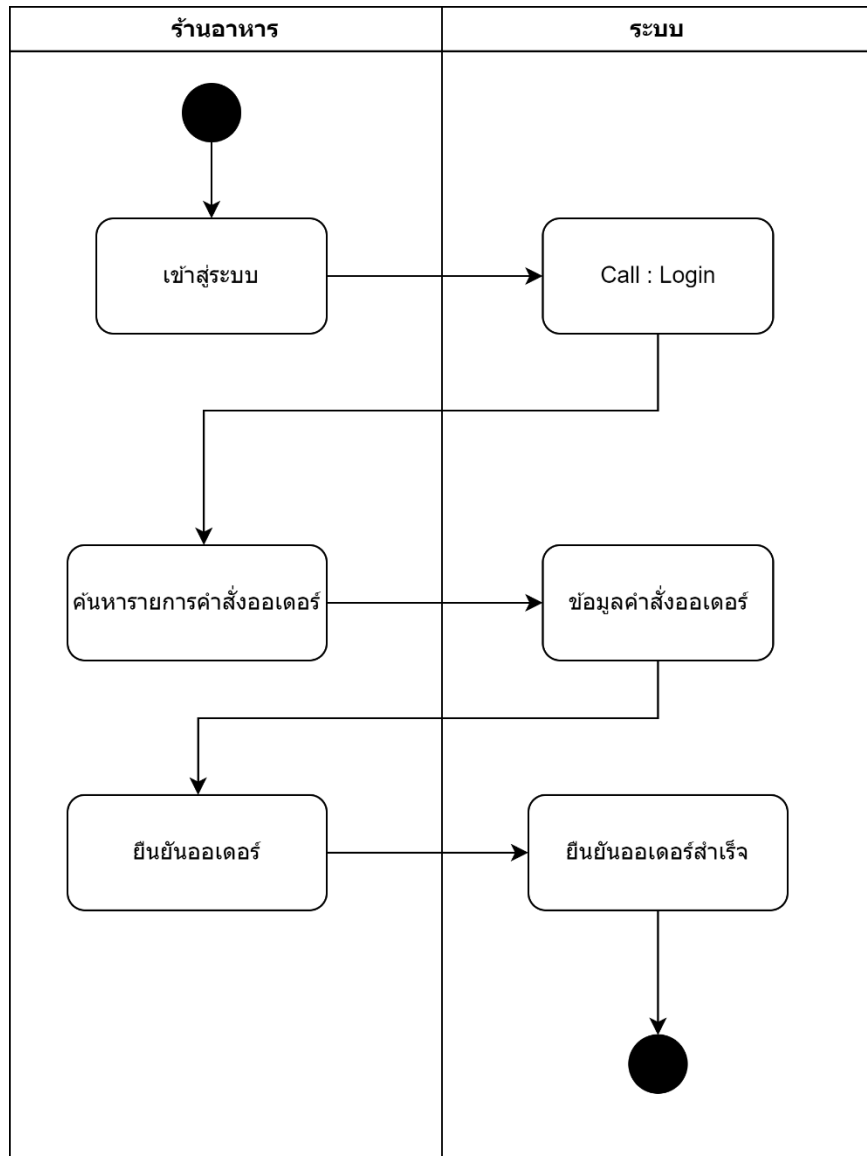 ร้านอาหาร
ระบบ
เข้าสู่ระบบ
Call : Login
ค้นหารายการคำสั่งออเดอร์
ข้อมูลคำสั่งออเดอร์
ยืนยันออเดอร์
ยืนยันออเดอร์สำเร็จ